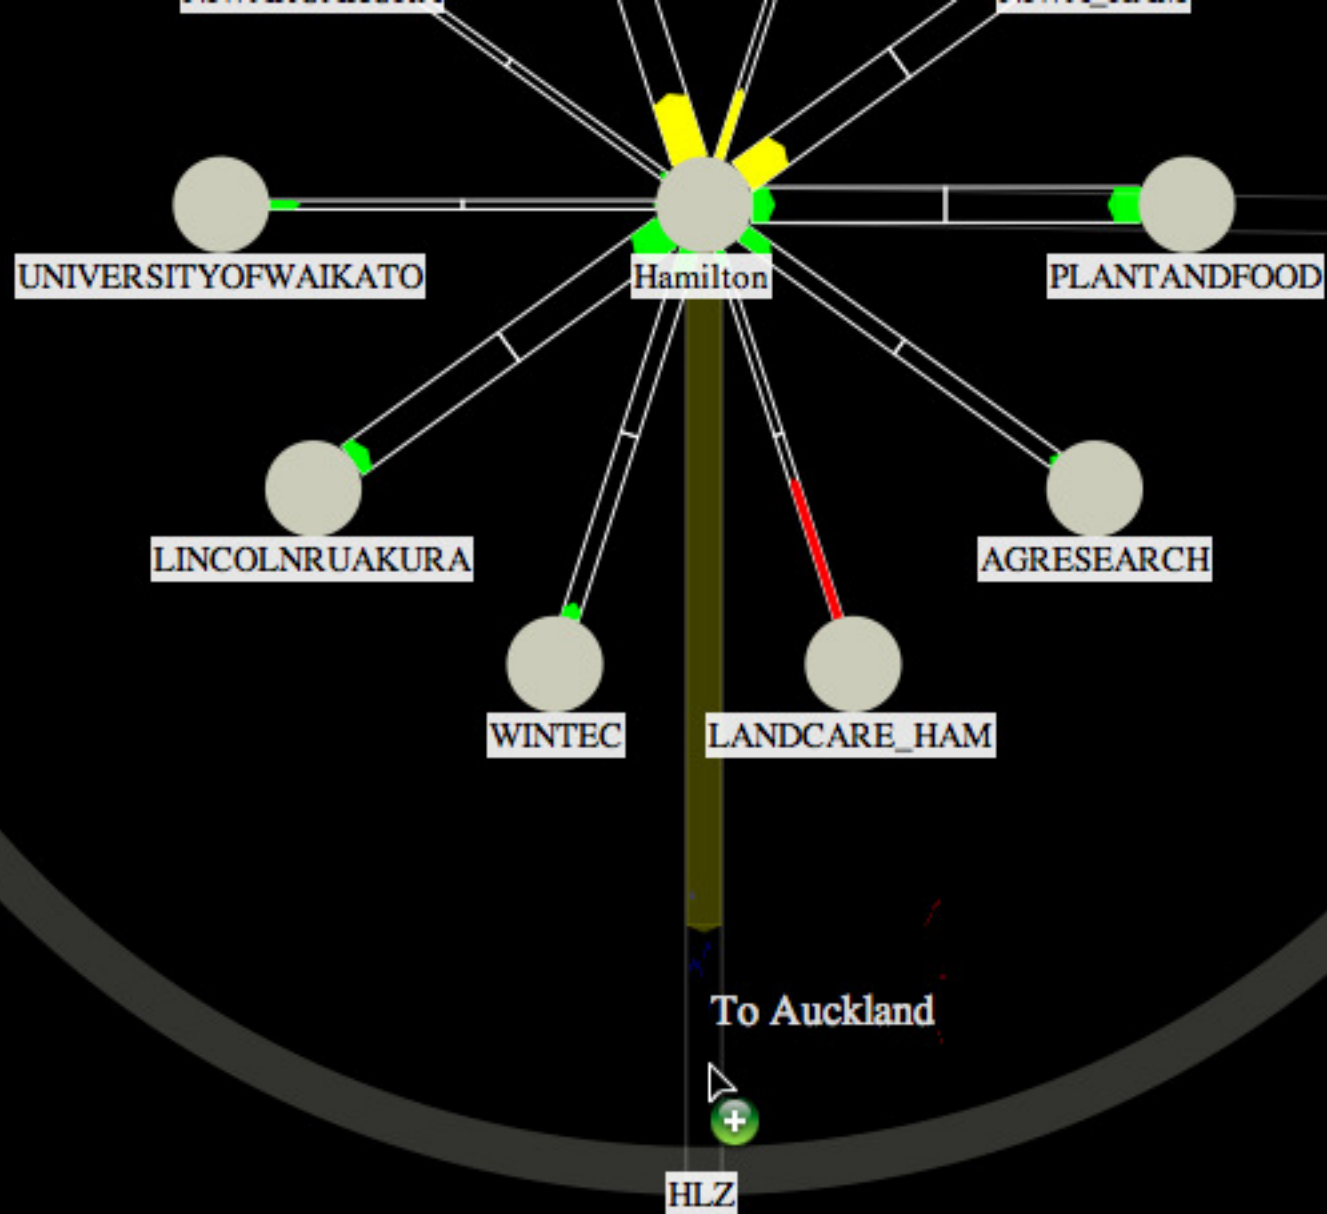 UNIVERSITYOFWAIKATO
Hamilton
PLANTANDFOOD
LINCOLNRUAKURA
AGRESEARCH
WINTEC
LANDCARE_HAM
To Auckland
HLZ